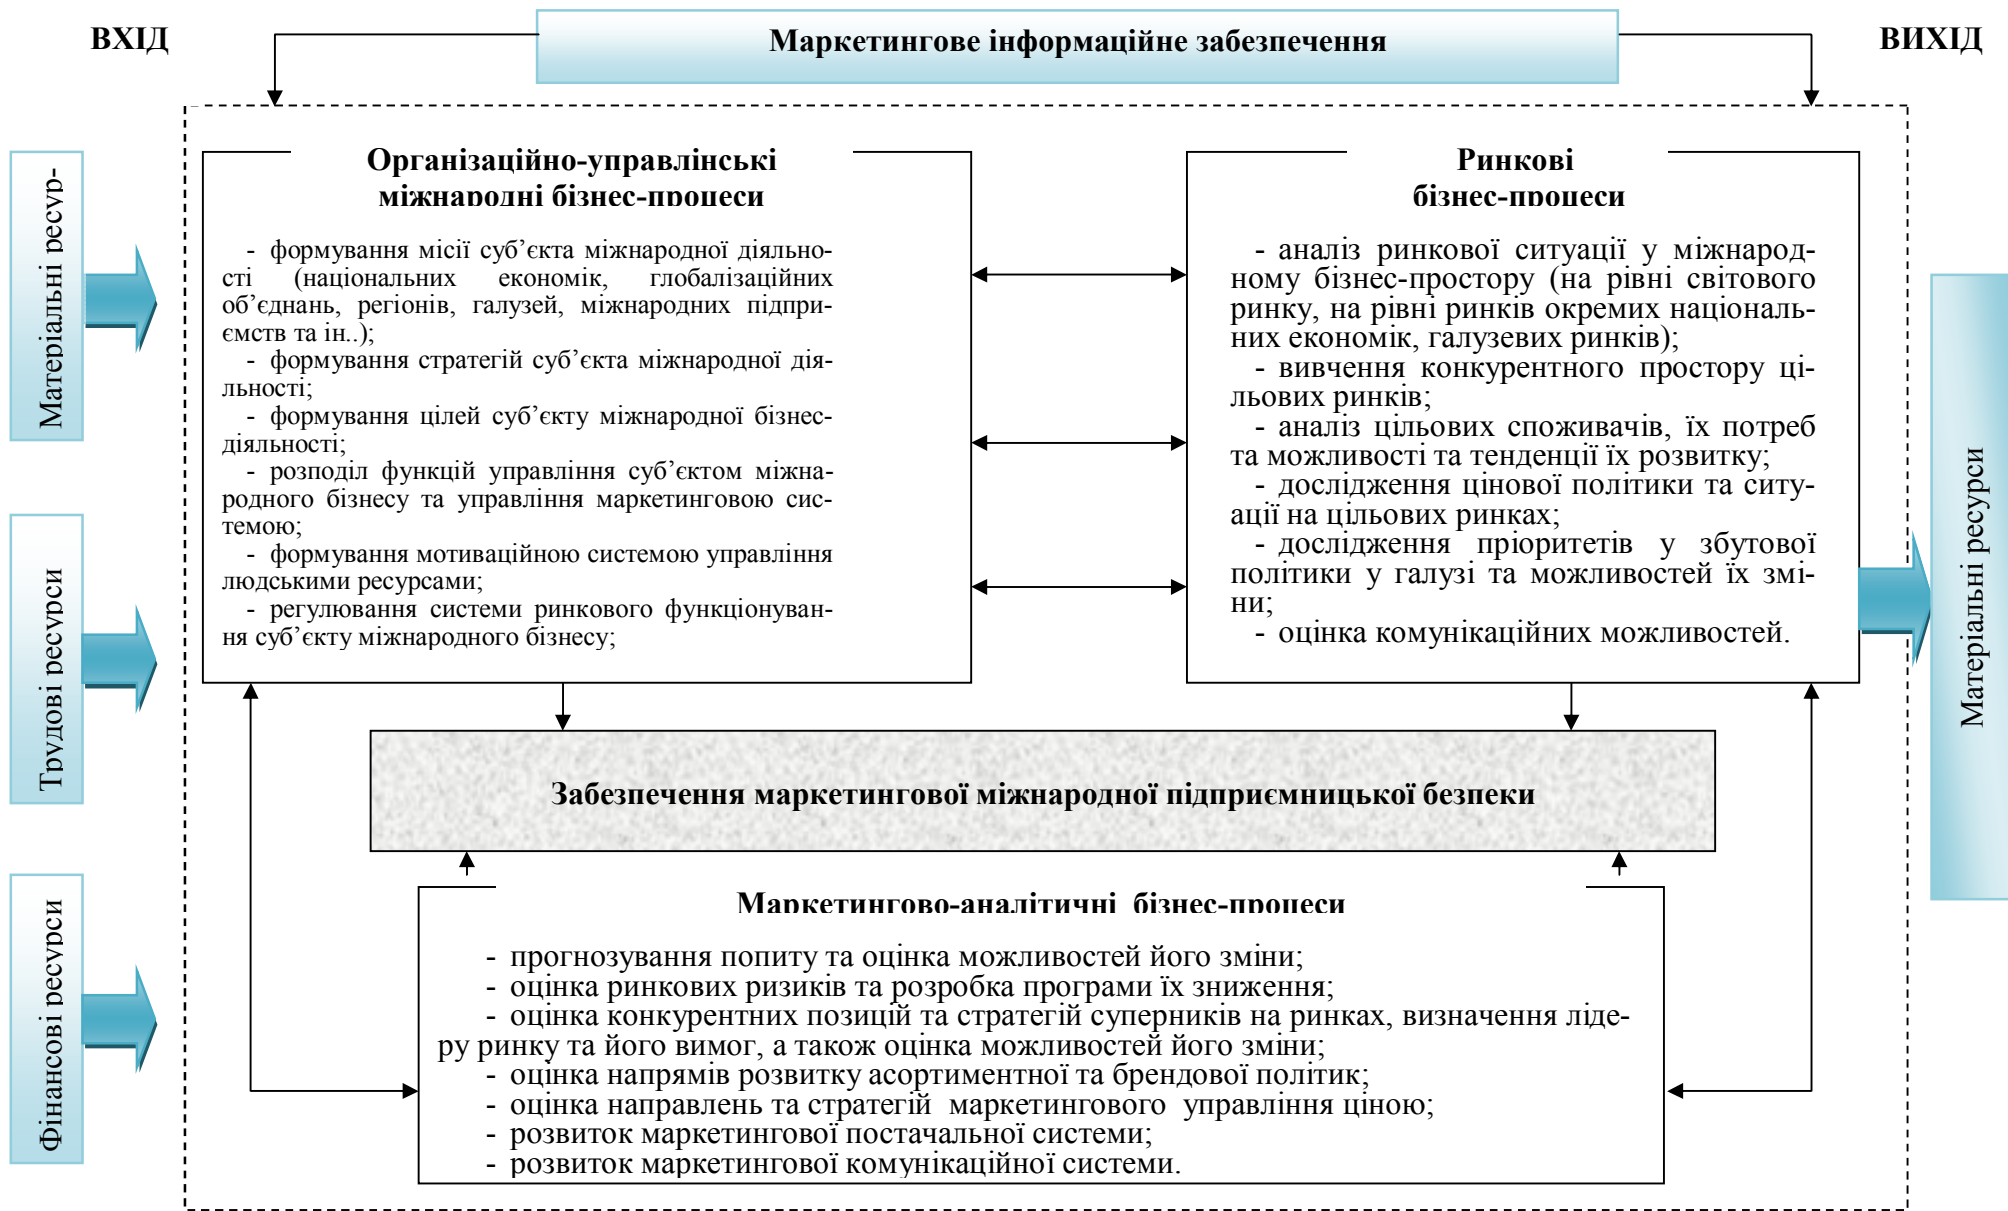 ВХІД
Маркетингове інформаційне забезпечення
ВИХІД
Матеріальні ресур-
Трудові ресурси
Фінансові ресурси
Організаційно-управлінські
міжнародні бізнес-процеси
- формування місії суб’єкта міжнародної діяльно-
сті (національних економік, глобалізаційних
об’єднань, регіонів, галузей, міжнародних підпри-
ємств та ін..);
- формування стратегій суб’єкта міжнародної дія-
льності;
- формування цілей суб’єкту міжнародної бізнес-
діяльності;
- розподіл функцій управління суб’єктом міжна-
родного бізнесу та управління маркетинговою сис-
темою;
- формування мотиваційною системою управління
людськими ресурсами;
- регулювання системи ринкового функціонуван-
ня суб’єкту міжнародного бізнесу;
Ринкові
бізнес-процеси
- аналіз ринкової ситуації у міжнарод-
ному бізнес-простору (на рівні світового
ринку, на рівні ринків окремих національ-
них економік, галузевих ринків);
- вивчення конкурентного простору ці-
льових ринків;
- аналіз цільових споживачів, їх потреб
та можливості та тенденції їх розвитку;
- дослідження цінової політики та ситу-
ації на цільових ринках;
- дослідження пріоритетів у збутової
політики у галузі та можливостей їх змі-
ни;
- оцінка комунікаційних можливостей.
Матеріальні ресурси
Забезпечення маркетингової міжнародної підприємницької безпеки
Маркетингово-аналітичні бізнес-процеси
- прогнозування попиту та оцінка можливостей його зміни;
- оцінка ринкових ризиків та розробка програми їх зниження;
- оцінка конкурентних позицій та стратегій суперників на ринках, визначення ліде-
ру ринку та його вимог, а також оцінка можливостей його зміни;
- оцінка напрямів розвитку асортиментної та брендової політик;
- оцінка направлень та стратегій маркетингового управління ціною;
- розвиток маркетингової постачальної системи;
- розвиток маркетингової комунікаційної системи.